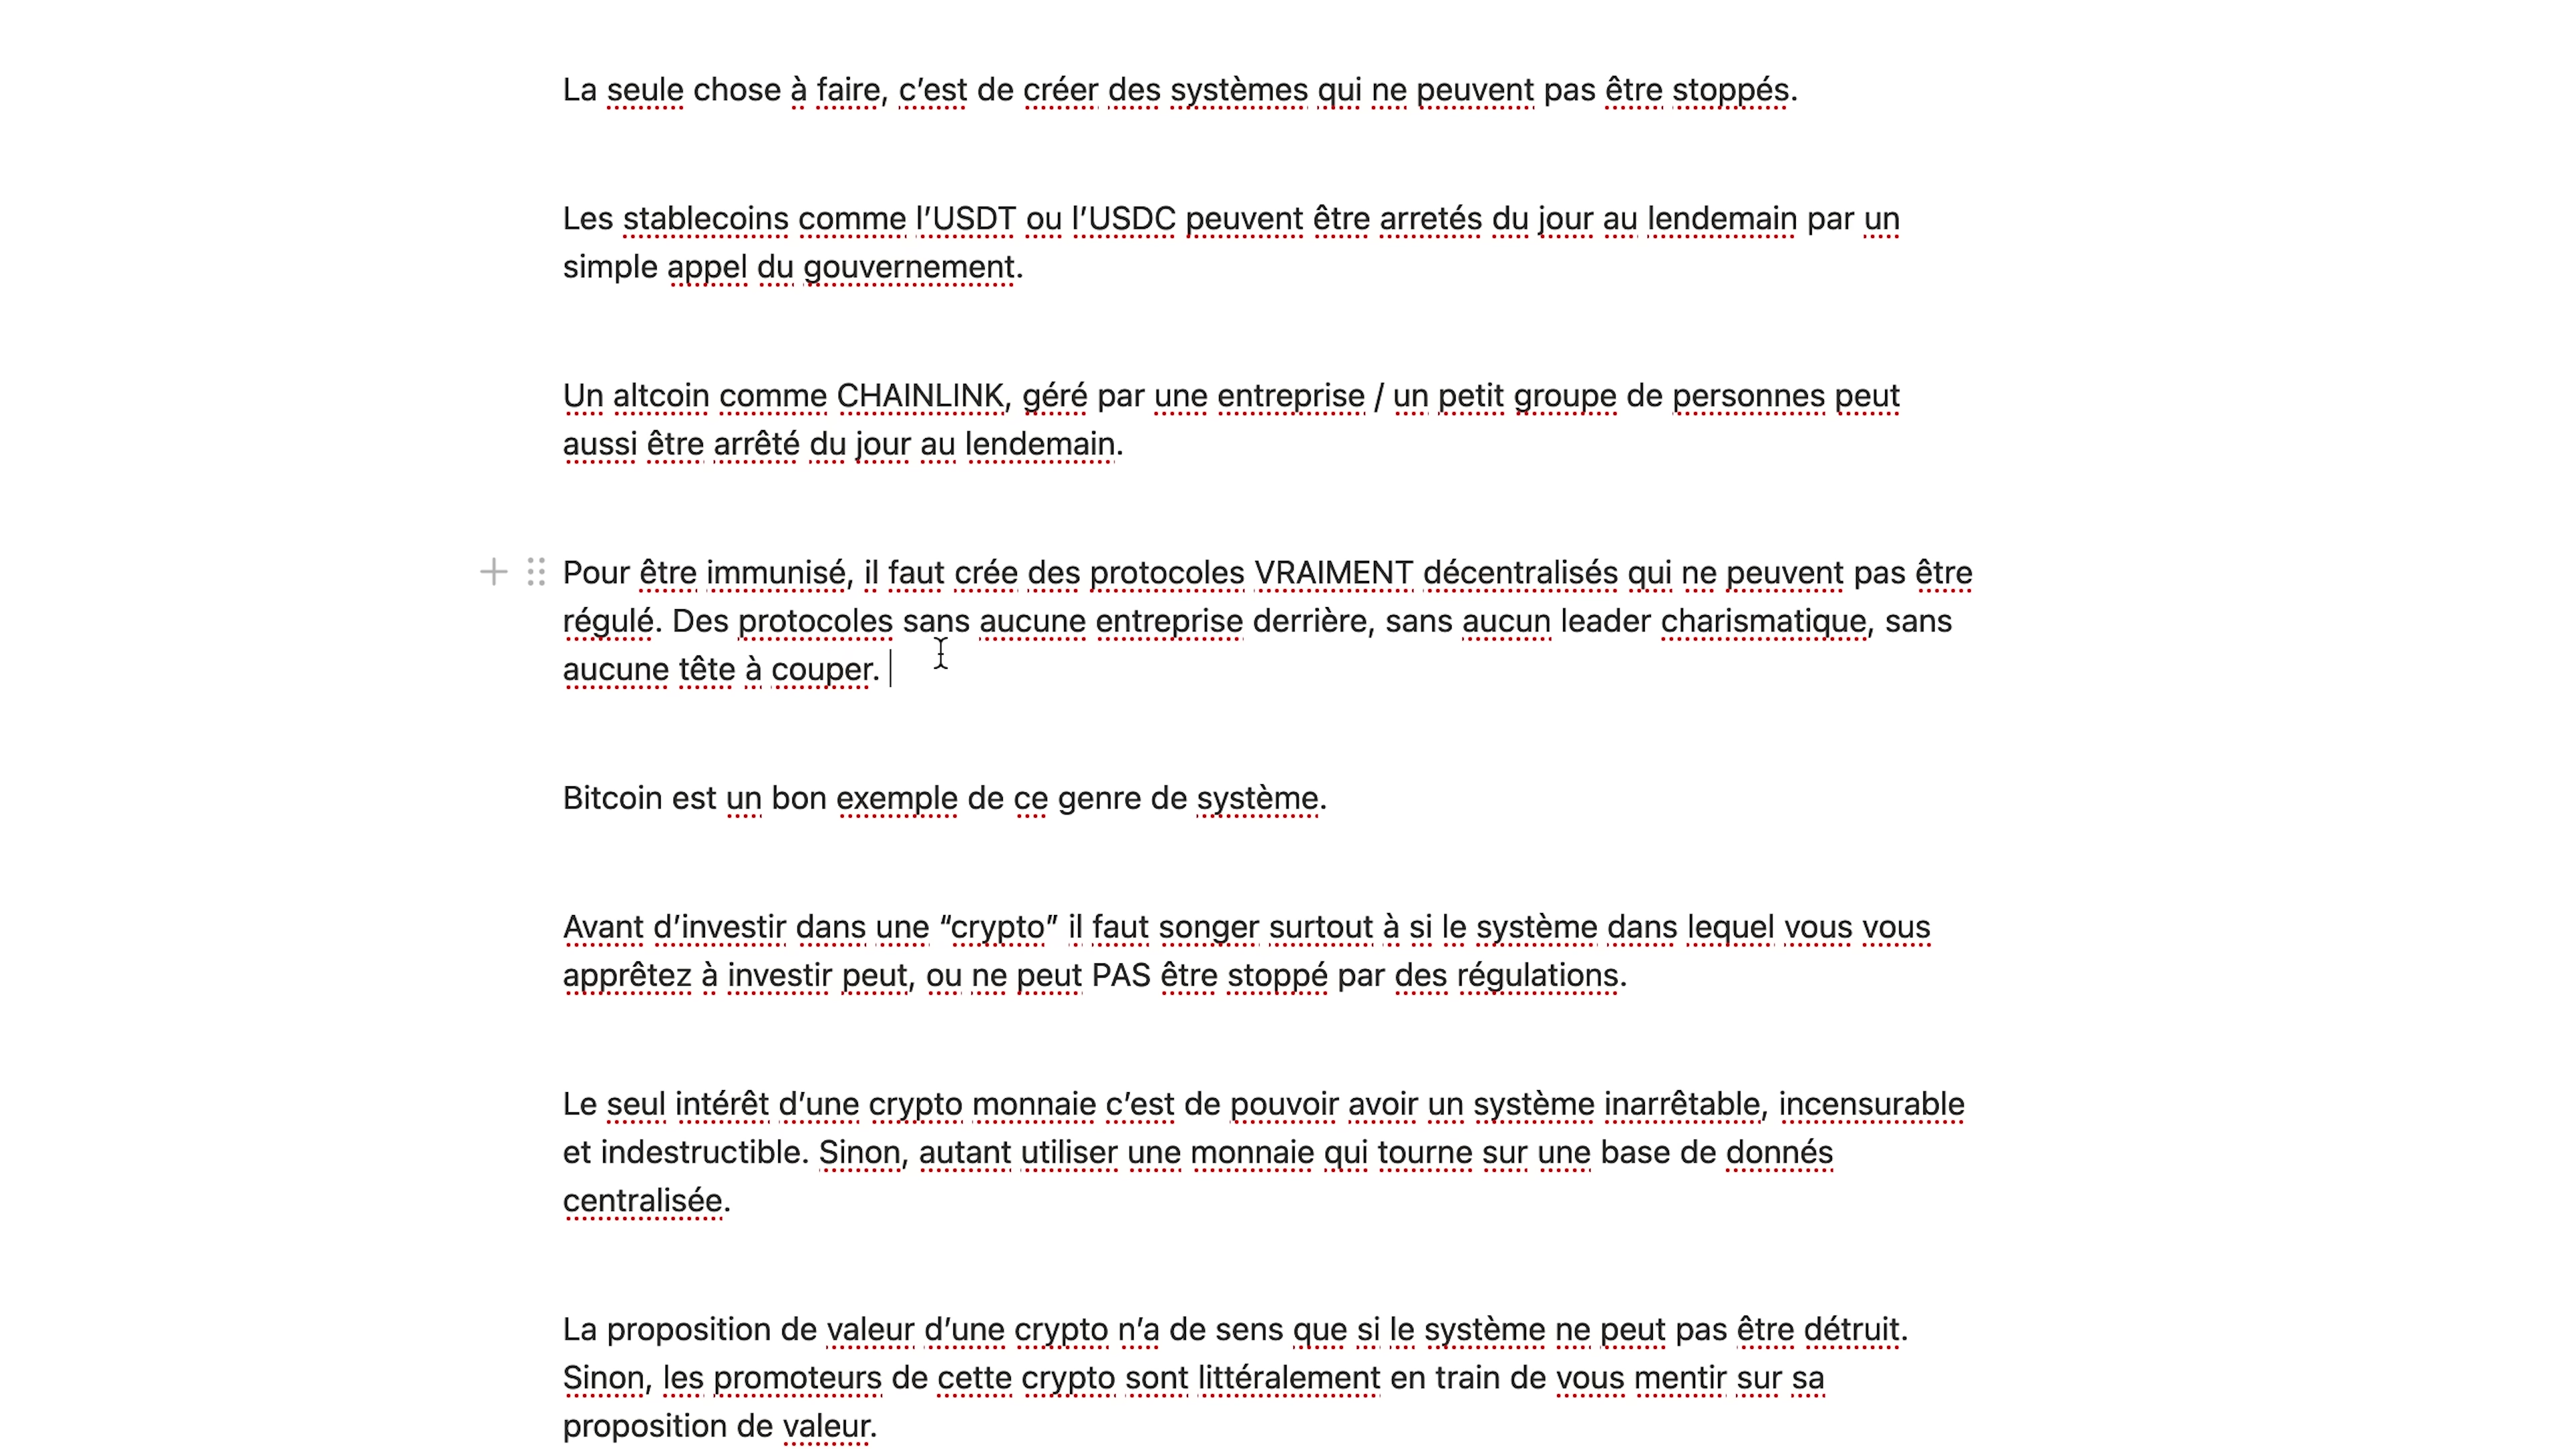 La seule chose à faire, c’est de créer des systèmes qui ne peuvent pas être stoppés.
Les stablecoins comme l’USDT ou l’USDC peuvent être arretés du jour au lendemain par un
simple appel du gouvernement.
Un altcoin comme CHAINLINK, géré par une entreprise / un petit groupe de personnes peut
aussi être arrêté du jour au lendemain.
Pour être immunisé, il faut crée des protocoles VRAIMENT décentralisés qui ne peuvent pas être
régulé. Des protocoles sans aucune entreprise derrière, sans aucun leader charismatique, sans
aucune tête à couper.
Bitcoin est un bon exemple de ce genre de système.
Avant d’investir dans une “crypto” il faut songer surtout à si le système dans lequel vous vous
apprêtez à investir peut, ou ne peut PAS être stoppé par des régulations.
Le seul intérêt d’une crypto monnaie c’est de pouvoir avoir un système inarrêtable, incensurable
et indestructible. Sinon, autant utiliser une monnaie qui tourne sur une base de donnés
centralisée.
La proposition de valeur d’une crypto n’a de sens que si le système ne peut pas être détruit.
Sinon, les promoteurs de cette crypto sont littéralement en train de vous mentir sur sa
proposition de valeur.